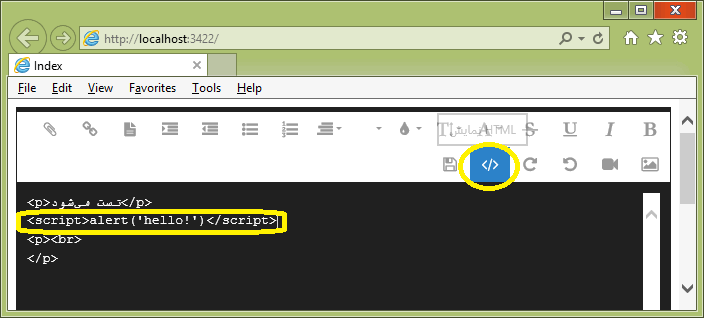 http://localhost:3422/
Index
File Edit View Favorites Tools Help
نمایش HTML
<p>تست می‌شود</p>
<script>alert('hello!')</script>
<p><br>
</p>